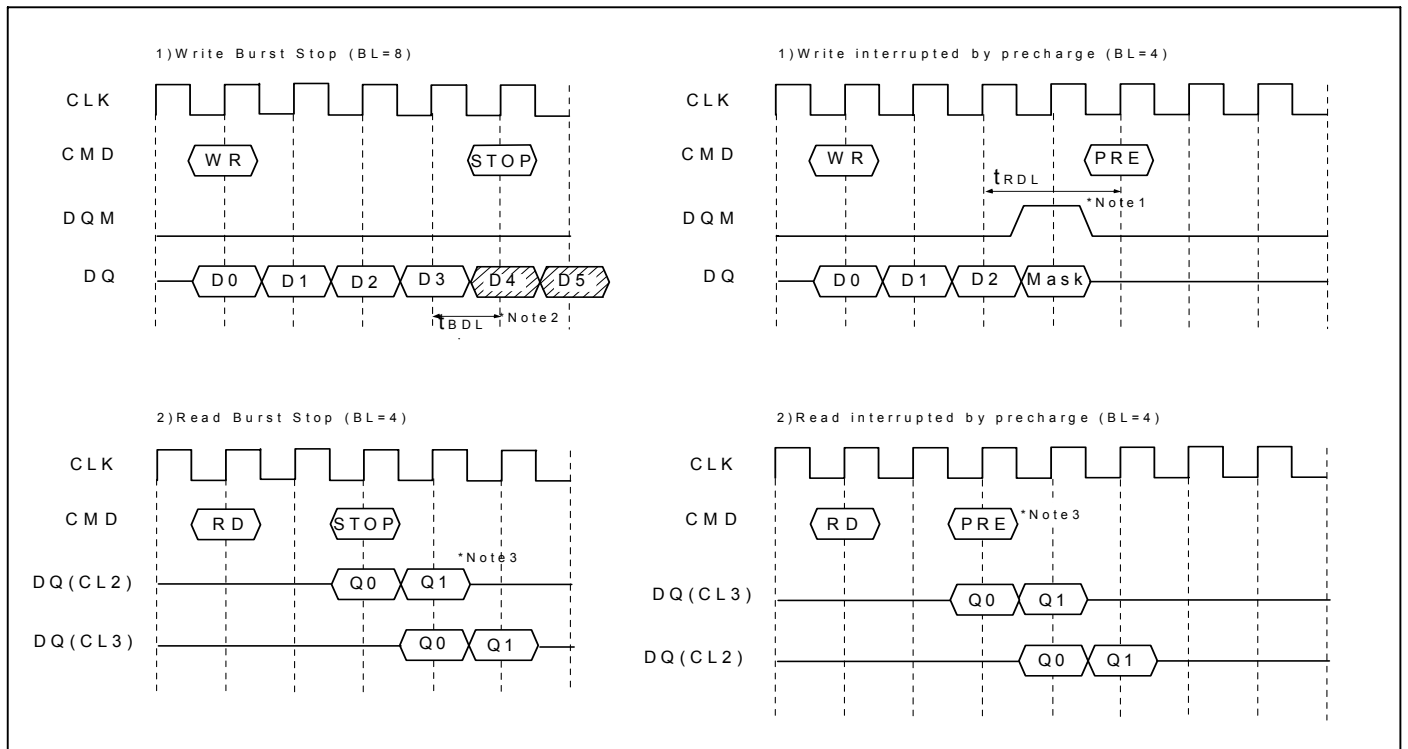 1)Write Burst Stop (BL=8)
CLK
CMD
WR
STOP
DQM
DQ
D0
D1
D2
D3
D4
D5
tBDL
*Note2
1)Write interrupted by precharge (BL=4)
CLK
CMD
WR
PRE
tRDL
*Note1
DQM
DQ
D0
D1
D2
Mask
2)Read Burst Stop (BL=4)
CLK
CMD
RD
STOP
*Note3
DQ(CL2)
Q0
Q1
DQ(CL3)
Q0
Q1
2)Read interrupted by precharge (BL=4)
CLK
CMD
RD
PRE
*Note3
DQ(CL3)
Q0
Q1
DQ(CL2)
Q0
Q1